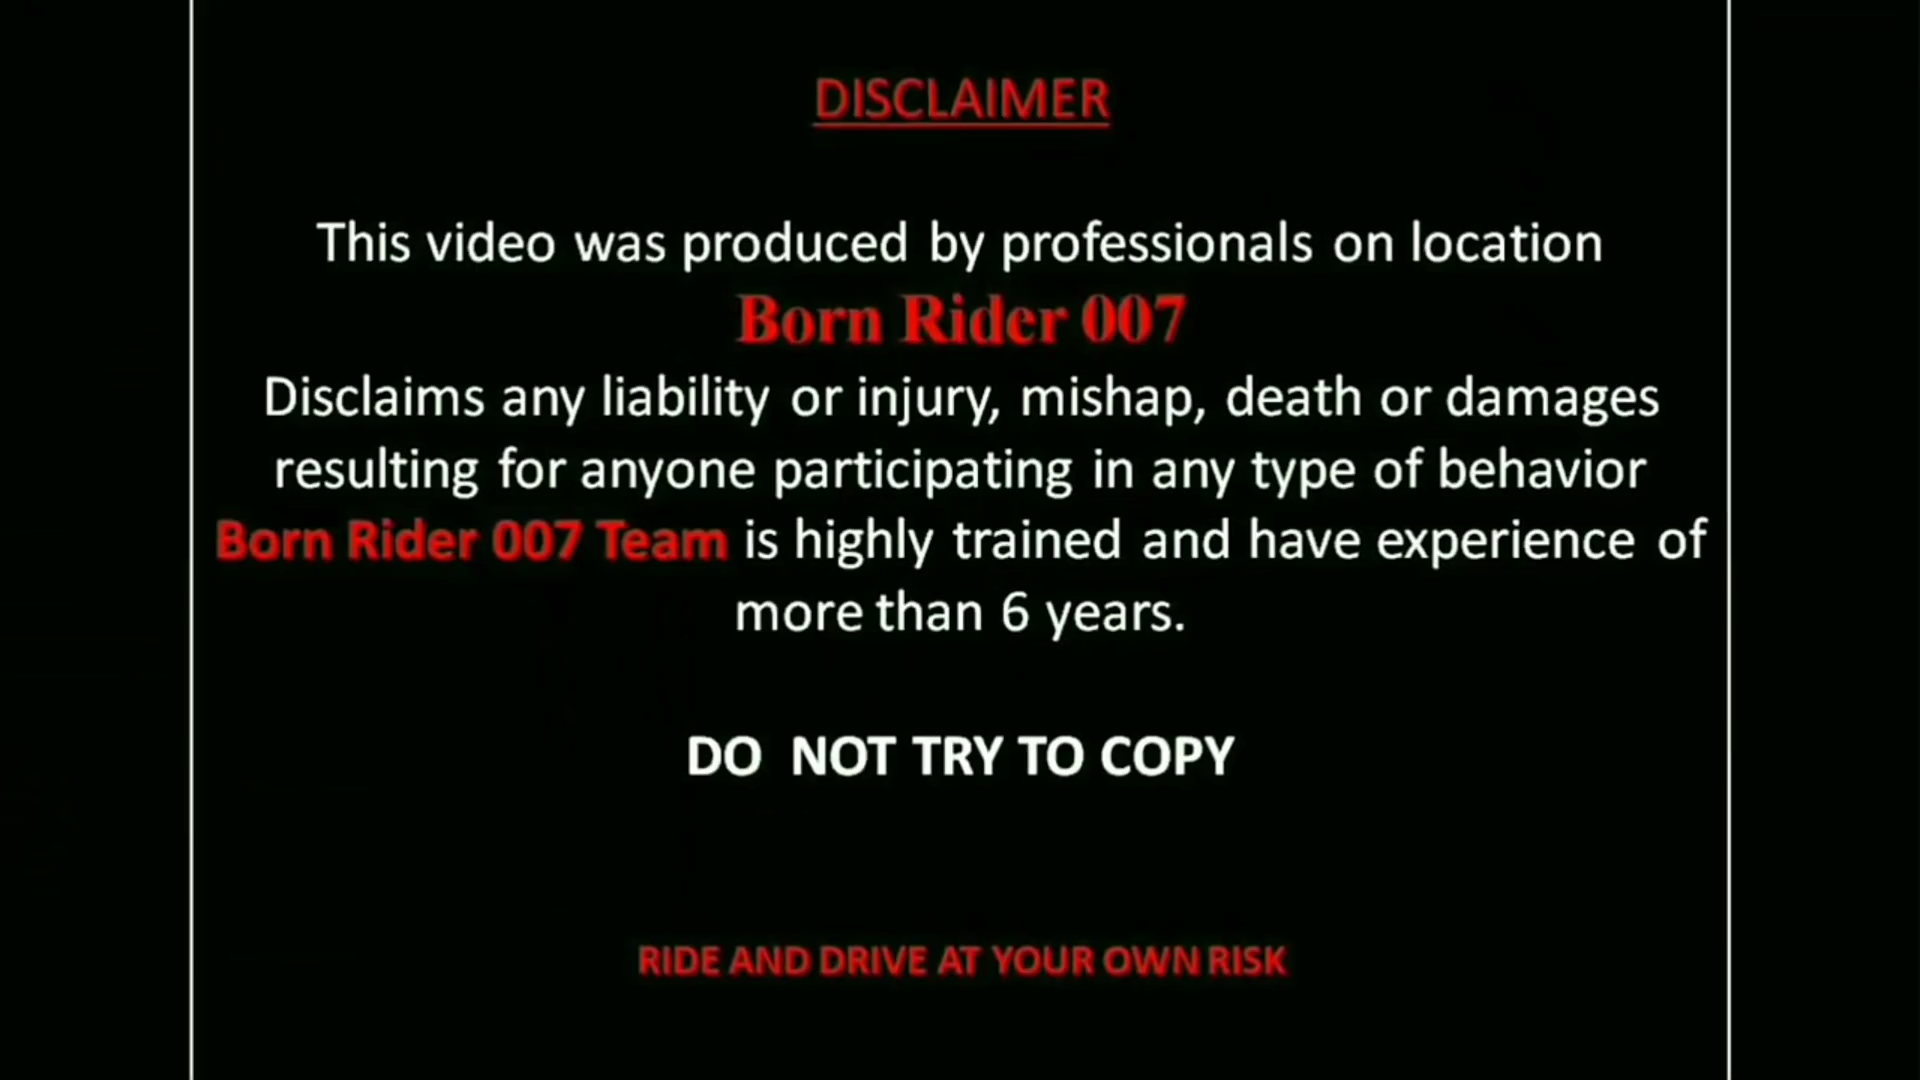 DISCLAIMER
This video was produced by professionals on location
Born Rider 007
Disclaims any liability or injury, mishap, death or damages
resulting for anyone participating in any type of behavior
Born Rider 007 Team is highly trained and have experience of
more than 6 years.
DO NOT TRY TO COPY
RIDE AND DRIVE AT YOUR OWN RISK